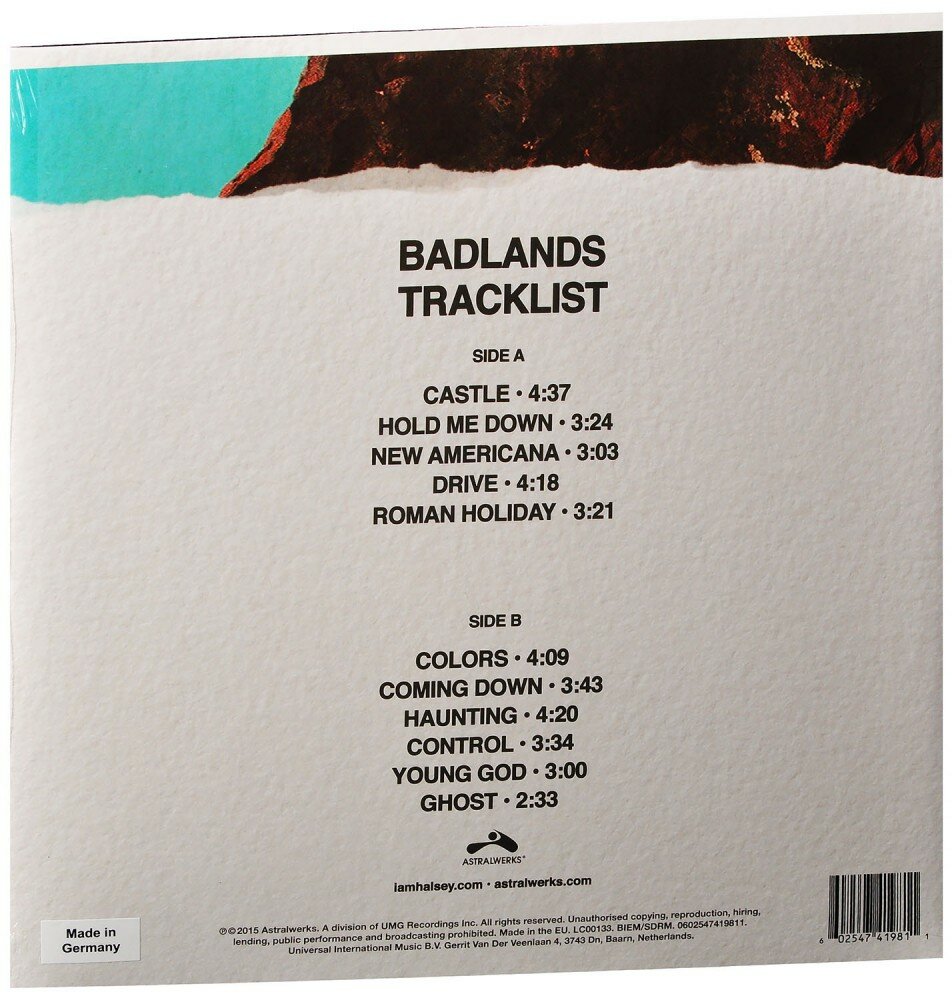 BADLANDS
TRACKLIST
SIDE A
CASTLE • 4:37
HOLD ME DOWN • 3:24
NEW AMERICANA • 3:03
DRIVE • 4:18
ROMAN HOLIDAY • 3:21
SIDE B
COLORS • 4:09
COMING DOWN • 3:43
HAUNTING • 4:20
CONTROL • 3:34
YOUNG GOD • 3:00
GHOST • 2:33
ASTRALWERKS®
iamhalsey.com • astralwerks.com
Made in
Germany
℗ © 2015 Astralwerks. A division of UMG Recordings Inc. All rights reserved. Unauthorised copying, reproduction, hiring,
lending, public performance and broadcasting prohibited. Made in the EU. LC00133. BIEM/SDRM. 0602547419811.
Universal International Music B.V. Gerrit Van Der Veenlaan 4, 3743 Dn, Baarn, Netherlands.
6 02547 41981 1